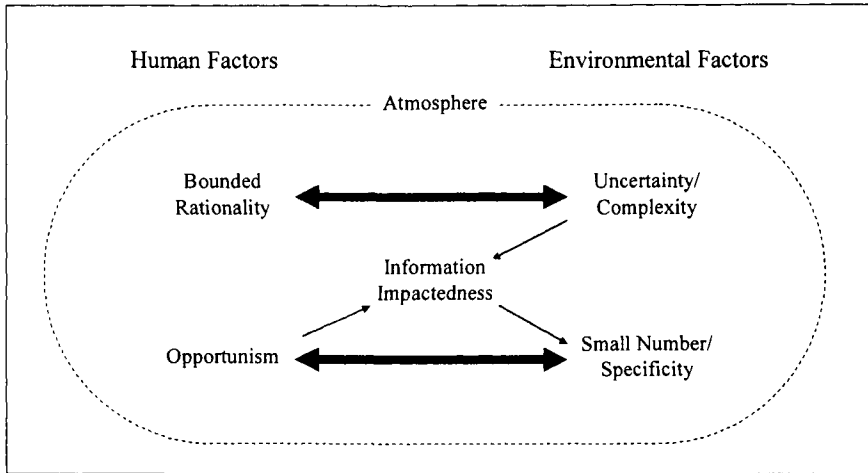 Human Factors
Environmental Factors
Atmosphere
Bounded
Rationality
Uncertainty/
Complexity
Information
Impactedness
Opportunism
Small Number/
Specificity